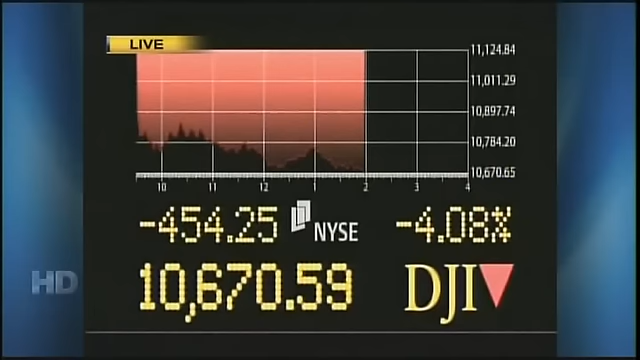 LIVE
11,124.84
11,011.29
10,897.74
10,784.20
10,670.65
10 11 12 1 2 3 4
-454.25 NYSE -4.08%
10,670.59 DJI
HD